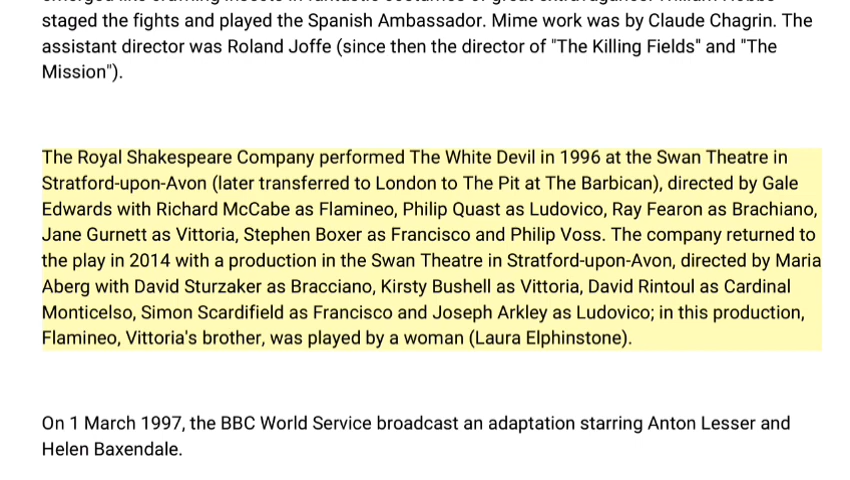 staged the fights and played the Spanish Ambassador. Mime work was by Claude Chagrin. The
assistant director was Roland Joffe (since then the director of "The Killing Fields" and "The
Mission").
The Royal Shakespeare Company performed The White Devil in 1996 at the Swan Theatre in
Stratford-upon-Avon (later transferred to London to The Pit at The Barbican), directed by Gale
Edwards with Richard McCabe as Flamineo, Philip Quast as Ludovico, Ray Fearon as Brachiano,
Jane Gurnett as Vittoria, Stephen Boxer as Francisco and Philip Voss. The company returned to
the play in 2014 with a production in the Swan Theatre in Stratford-upon-Avon, directed by Maria
Aberg with David Sturzaker as Bracciano, Kirsty Bushell as Vittoria, David Rintoul as Cardinal
Monticelso, Simon Scardifield as Francisco and Joseph Arkley as Ludovico; in this production,
Flamineo, Vittoria's brother, was played by a woman (Laura Elphinstone).
On 1 March 1997, the BBC World Service broadcast an adaptation starring Anton Lesser and
Helen Baxendale.